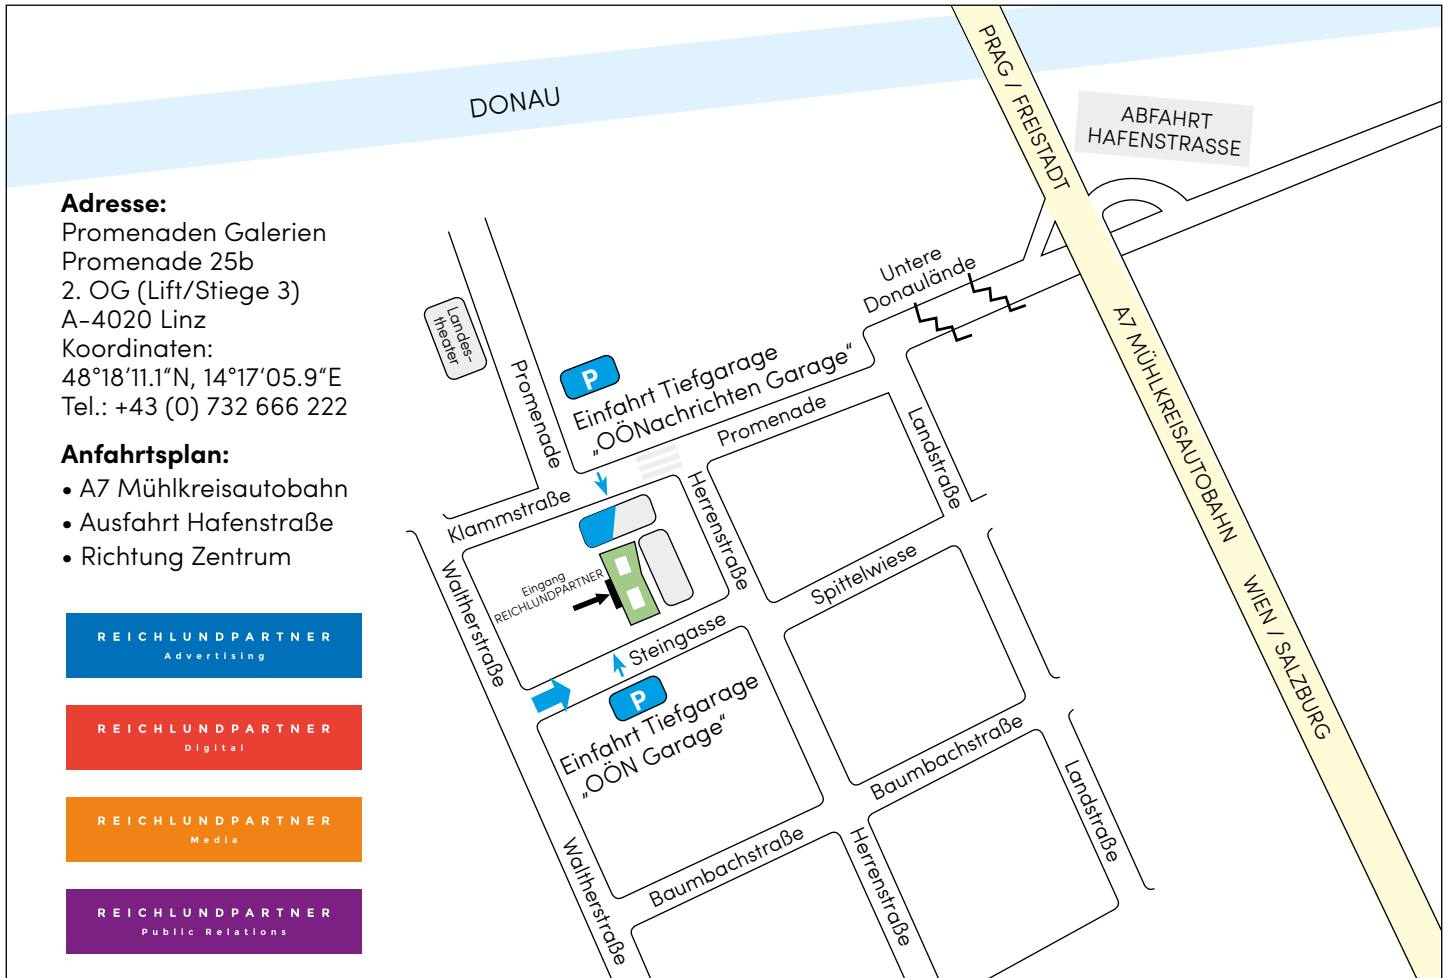 DONAU
PRAG / FREISTADT
ABFAHRT
HAFENSTRASSE
Adresse:
Promenaden Galerien
Promenade 25b
2. OG (Lift/Stiege 3)
A-4020 Linz
Koordinaten:
48°18'11.1“N, 14°17'05.9“E
Tel.: +43 (0) 732 666 222
Anfahrtsplan:
• A7 Mühlkreisautobahn
• Ausfahrt Hafenstraße
• Richtung Zentrum
REICHLUNDPARTNER
Advertising
REICHLUNDPARTNER
Digital
REICHLUNDPARTNER
Media
REICHLUNDPARTNER
Public Relations
Landes-
theater
Promenade
P
Einfahrt Tiefgarage
„OÖNachrichten Garage“
Untere
Donaulände
Promenade
Landstraße
A7 MÜHLKREISAUTOBAHN
WIEN / SALZBURG
Klammstraße
Herrenstraße
Eingang
REICHLUNDPARTNER
Waltherstraße
Spittelwiese
Steingasse
P
Einfahrt Tiefgarage
„OÖN Garage“
Baumbachstraße
Landstraße
Baumbachstraße
Herrenstraße
Waltherstraße